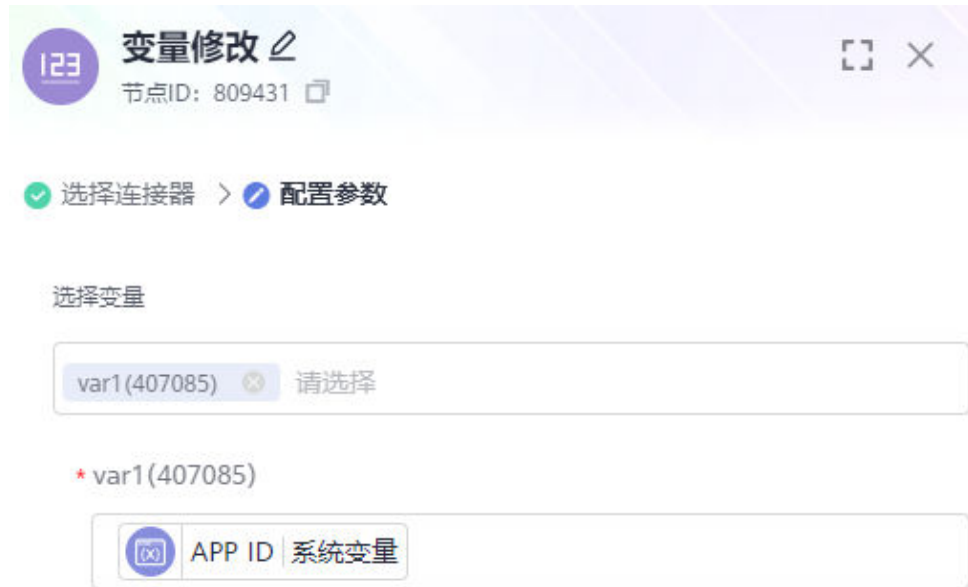 123
变量修改
节点ID：809431
选择连接器 > 配置参数
选择变量
var1(407085) 请选择
* var1(407085)
(x) APP ID 系统变量